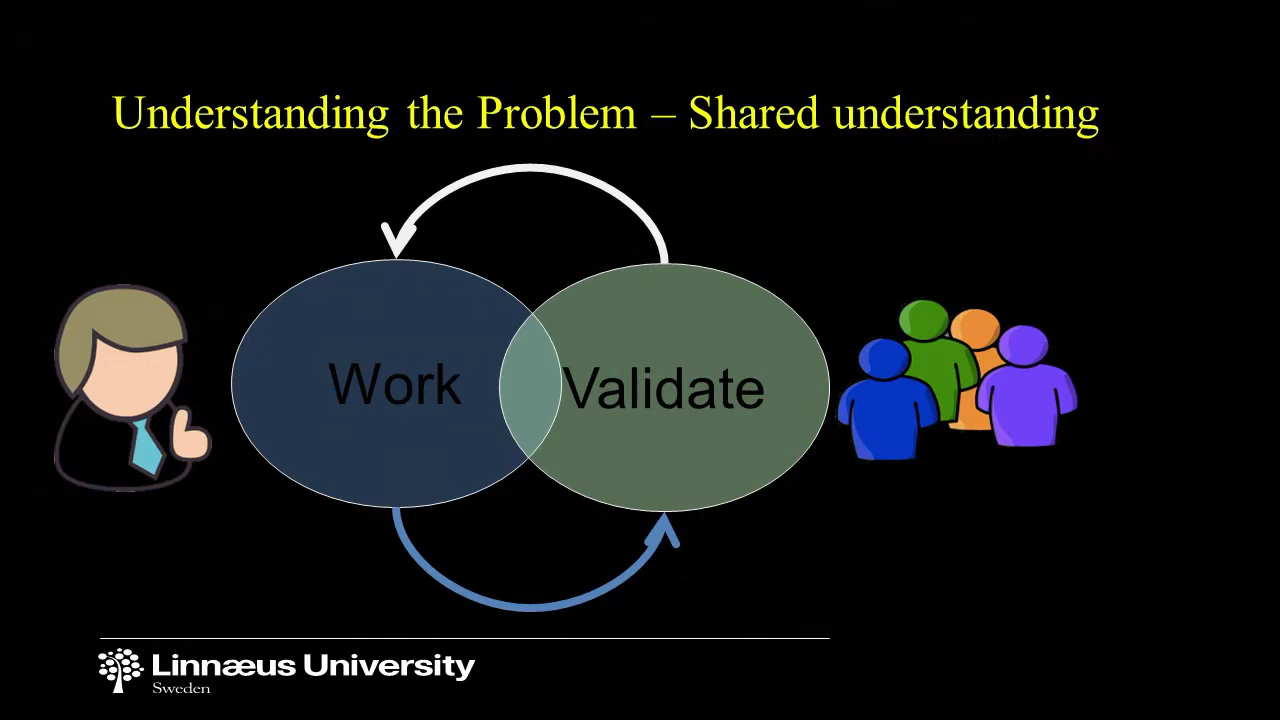 Understanding the Problem – Shared understanding
Work
Validate
Linnæus University
Sweden